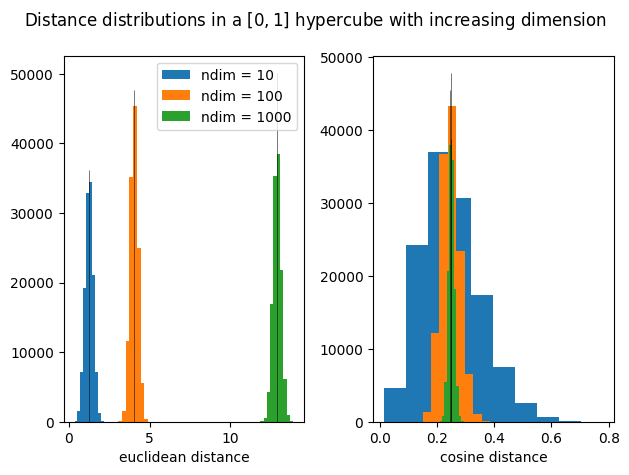 Distance distributions in a [0, 1] hypercube with increasing dimension
50000
40000
30000
20000
10000
0
ndim = 10
ndim = 100
ndim = 1000
0 5 10
euclidean distance
50000
40000
30000
20000
10000
0
0.0 0.2 0.4 0.6 0.8
cosine distance